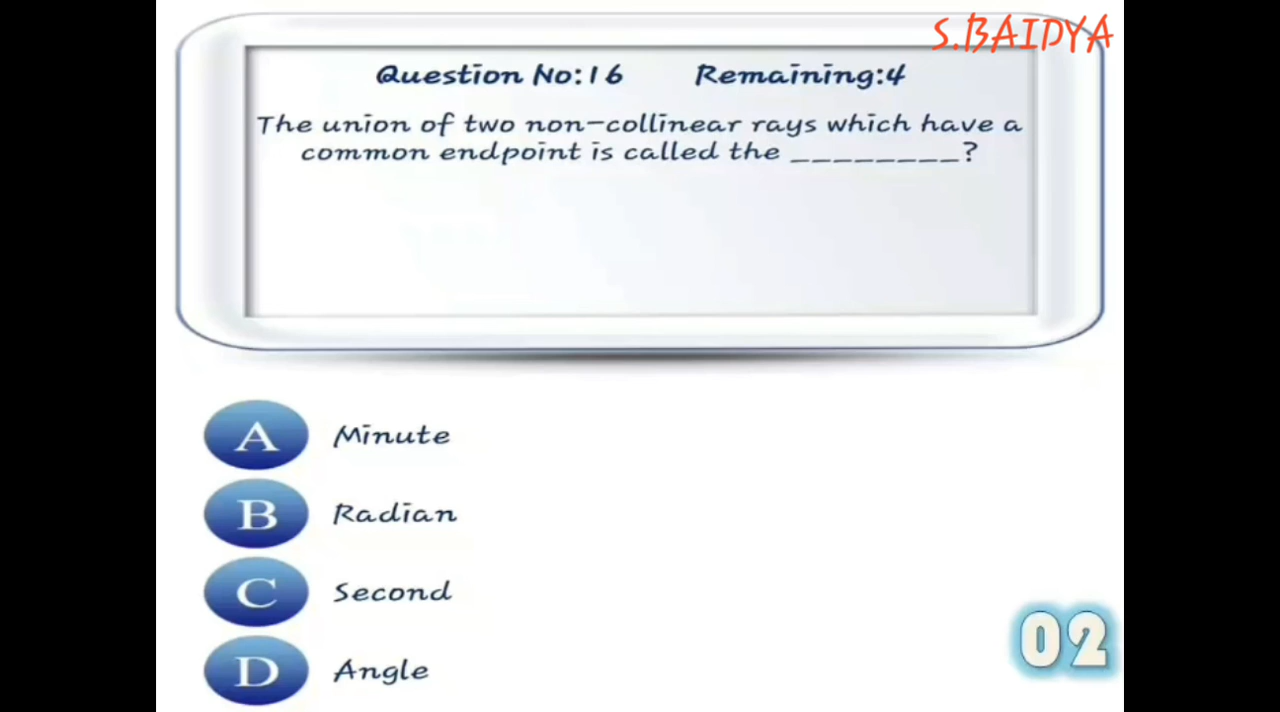 S.BAIDYA
Question No:16 Remaining:4
The union of two non-collinear rays which have a
common endpoint is called the ________?
A Minute
B Radian
C Second
D Angle
02